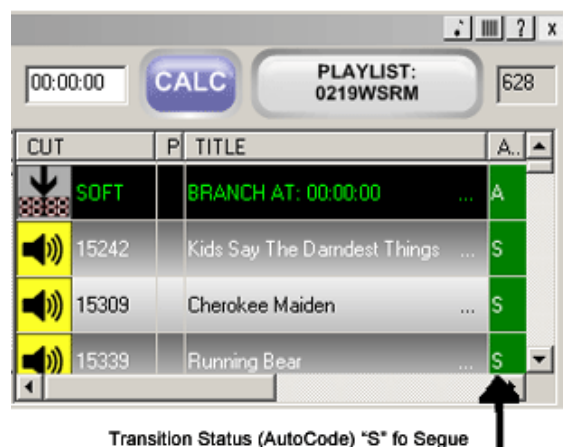 ? x
00:00:00 CALC PLAYLIST: 628
0219WSRM
CUT P TITLE A..
SOFT BRANCH AT: 00:00:00 ... A
15242 Kids Say The Darndest Things ... S
15309 Cherokee Maiden ... S
15339 Running Bear ... S
Transition Status (AutoCode) "S" fo Segue